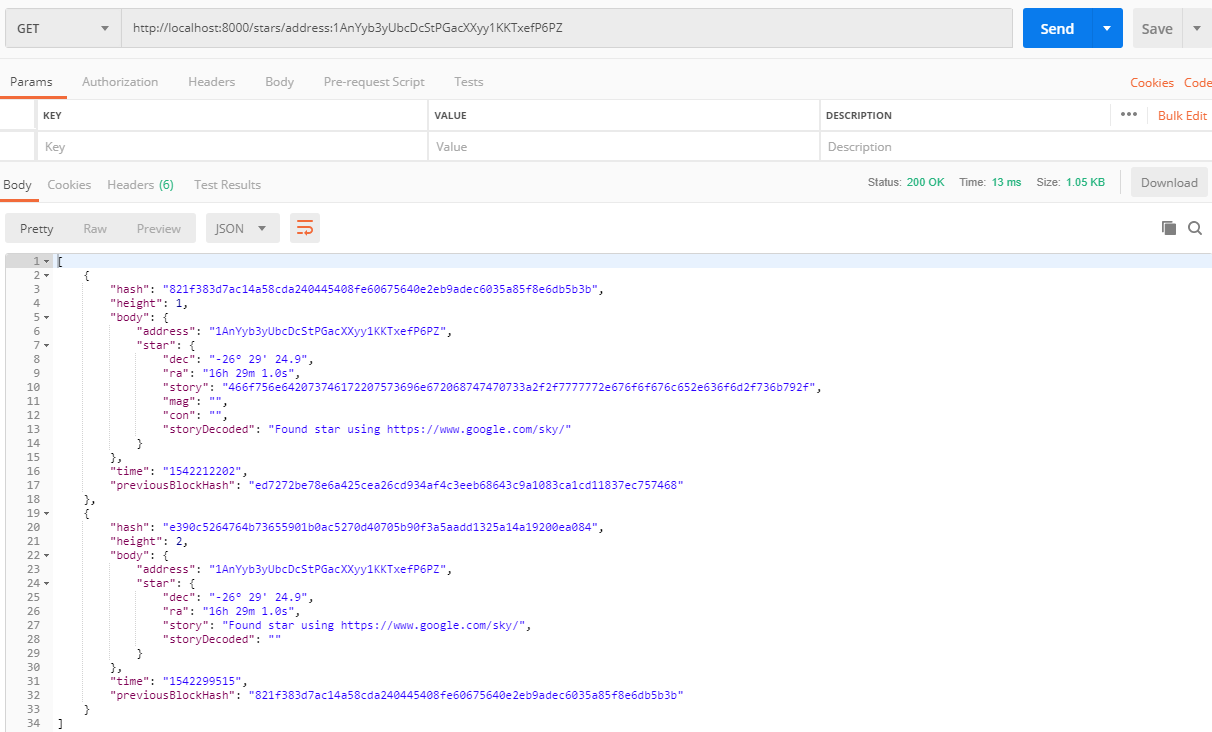 GET http://localhost:8000/stars/address:1AnYyb3yUbcDcStPGacXXyy1KKTxefP6PZ Send Save
Params Authorization Headers Body Pre-request Script Tests Cookies Code
KEY VALUE DESCRIPTION ••• Bulk Edit
Key Value Description
Body Cookies Headers (6) Test Results Status: 200 OK Time: 13 ms Size: 1.05 KB Download
Pretty Raw Preview JSON
1 [
2 {
3 "hash": "821f383d7ac14a58cda240445408fe60675640e2eb9adec6035a85f8e6db5b3b",
4 "height": 1,
5 "body": {
6 "address": "1AnYyb3yUbcDcStPGacXXyy1KKTxefP6PZ",
7 "star": {
8 "dec": "-26° 29' 24.9",
9 "ra": "16h 29m 1.0s",
10 "story": "466f756e642073746172207573696e672068747470733a2f2f7777772e676f6f676c652e636f6d2f736b792f",
11 "mag": "",
12 "con": "",
13 "storyDecoded": "Found star using https://www.google.com/sky/"
14 }
15 },
16 "time": "1542212202",
17 "previousBlockHash": "ed7272be78e6a425cea26cd934af4c3eeb68643c9a1083ca1cd11837ec757468"
18 },
19 {
20 "hash": "e390c5264764b73655901b0ac5270d40705b90f3a5aadd1325a14a19200ea084",
21 "height": 2,
22 "body": {
23 "address": "1AnYyb3yUbcDcStPGacXXyy1KKTxefP6PZ",
24 "star": {
25 "dec": "-26° 29' 24.9",
26 "ra": "16h 29m 1.0s",
27 "story": "Found star using https://www.google.com/sky/",
28 "storyDecoded": ""
29 }
30 },
31 "time": "1542299515",
32 "previousBlockHash": "821f383d7ac14a58cda240445408fe60675640e2eb9adec6035a85f8e6db5b3b"
33 }
34 ]